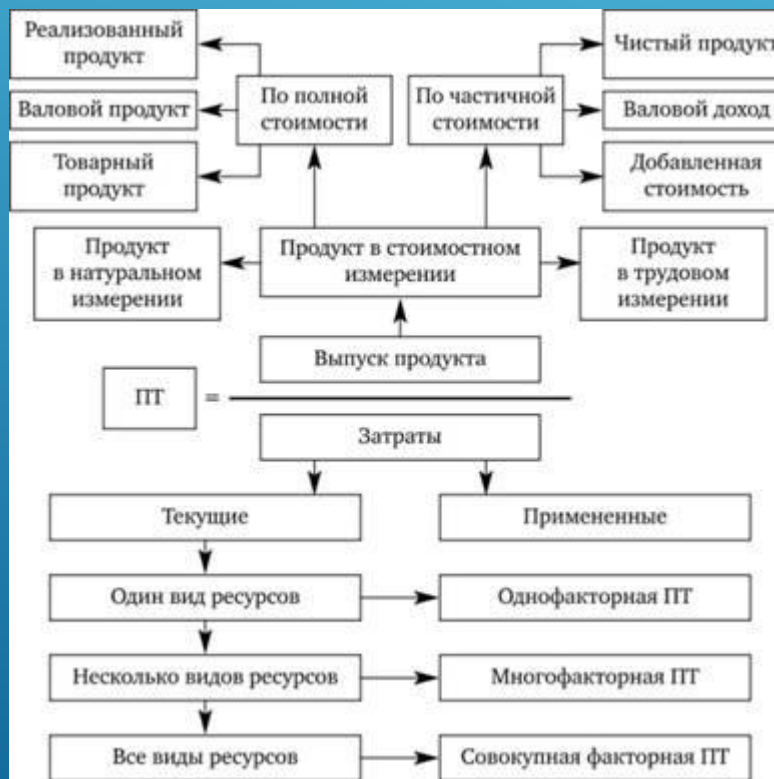 Реализованный
продукт
Валовой продукт
Товарный
продукт
По полной
стоимости
По частичной
стоимости
Чистый продукт
Валовой доход
Добавленная
стоимость
Продукт
в натуральном
измерении
Продукт в стоимостном
измерении
Продукт
в трудовом
измерении
Выпуск продукта
ПТ =
Затраты
Текущие
Примененные
Один вид ресурсов
Однофакторная ПТ
Несколько видов ресурсов
Многофакторная ПТ
Все виды ресурсов
Совокупная факторная ПТ